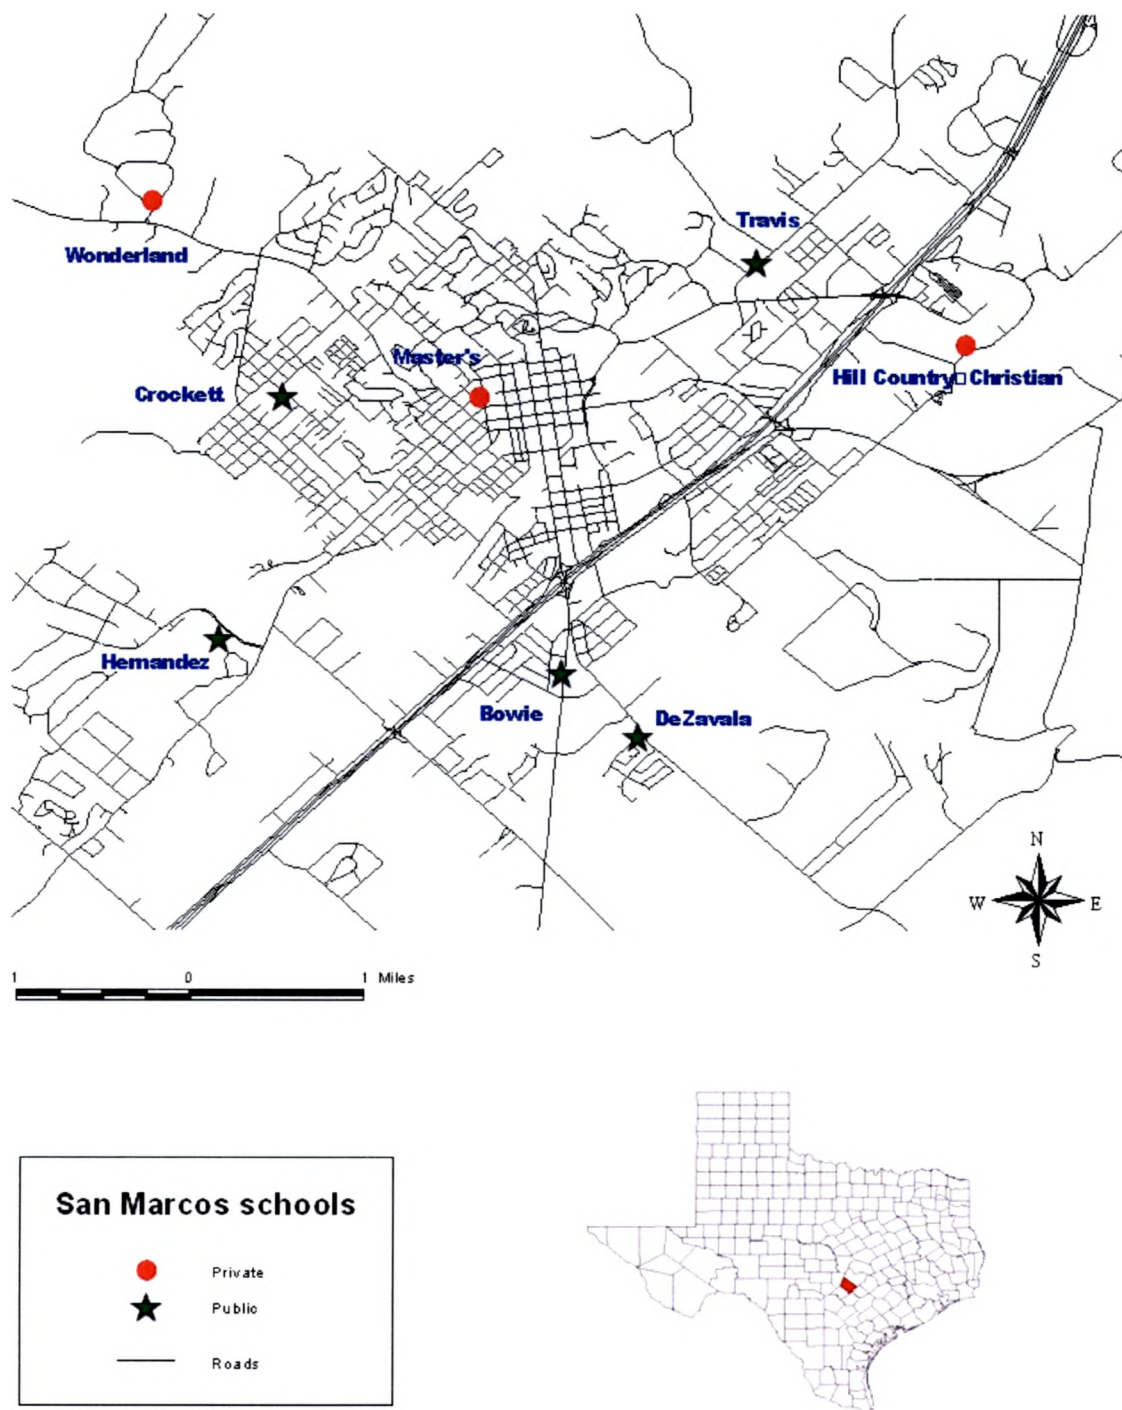 Travis
Wonderland
Master's
Hill Country□Christian
Crockett
Hernandez
Bowie
DeZavala
N
W E
S
1 0 1 Miles
San Marcos schools
Private
Public
Roads